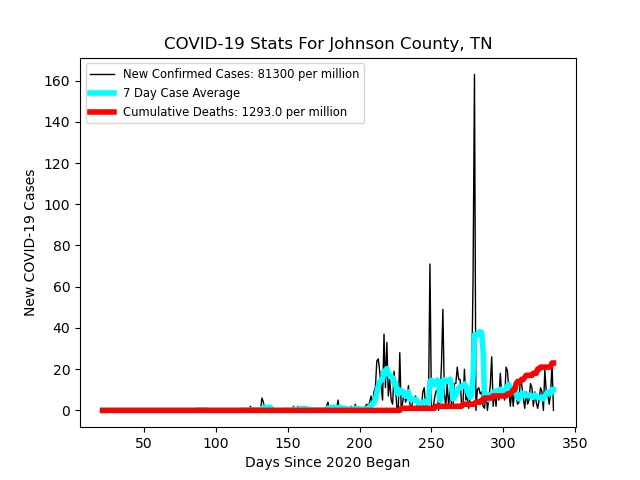 COVID-19 Stats For Johnson County, TN
New Confirmed Cases: 81300 per million
7 Day Case Average
Cumulative Deaths: 1293.0 per million
New COVID-19 Cases
160
140
120
100
80
60
40
20
0
50
100
150
200
250
300
350
Days Since 2020 Began